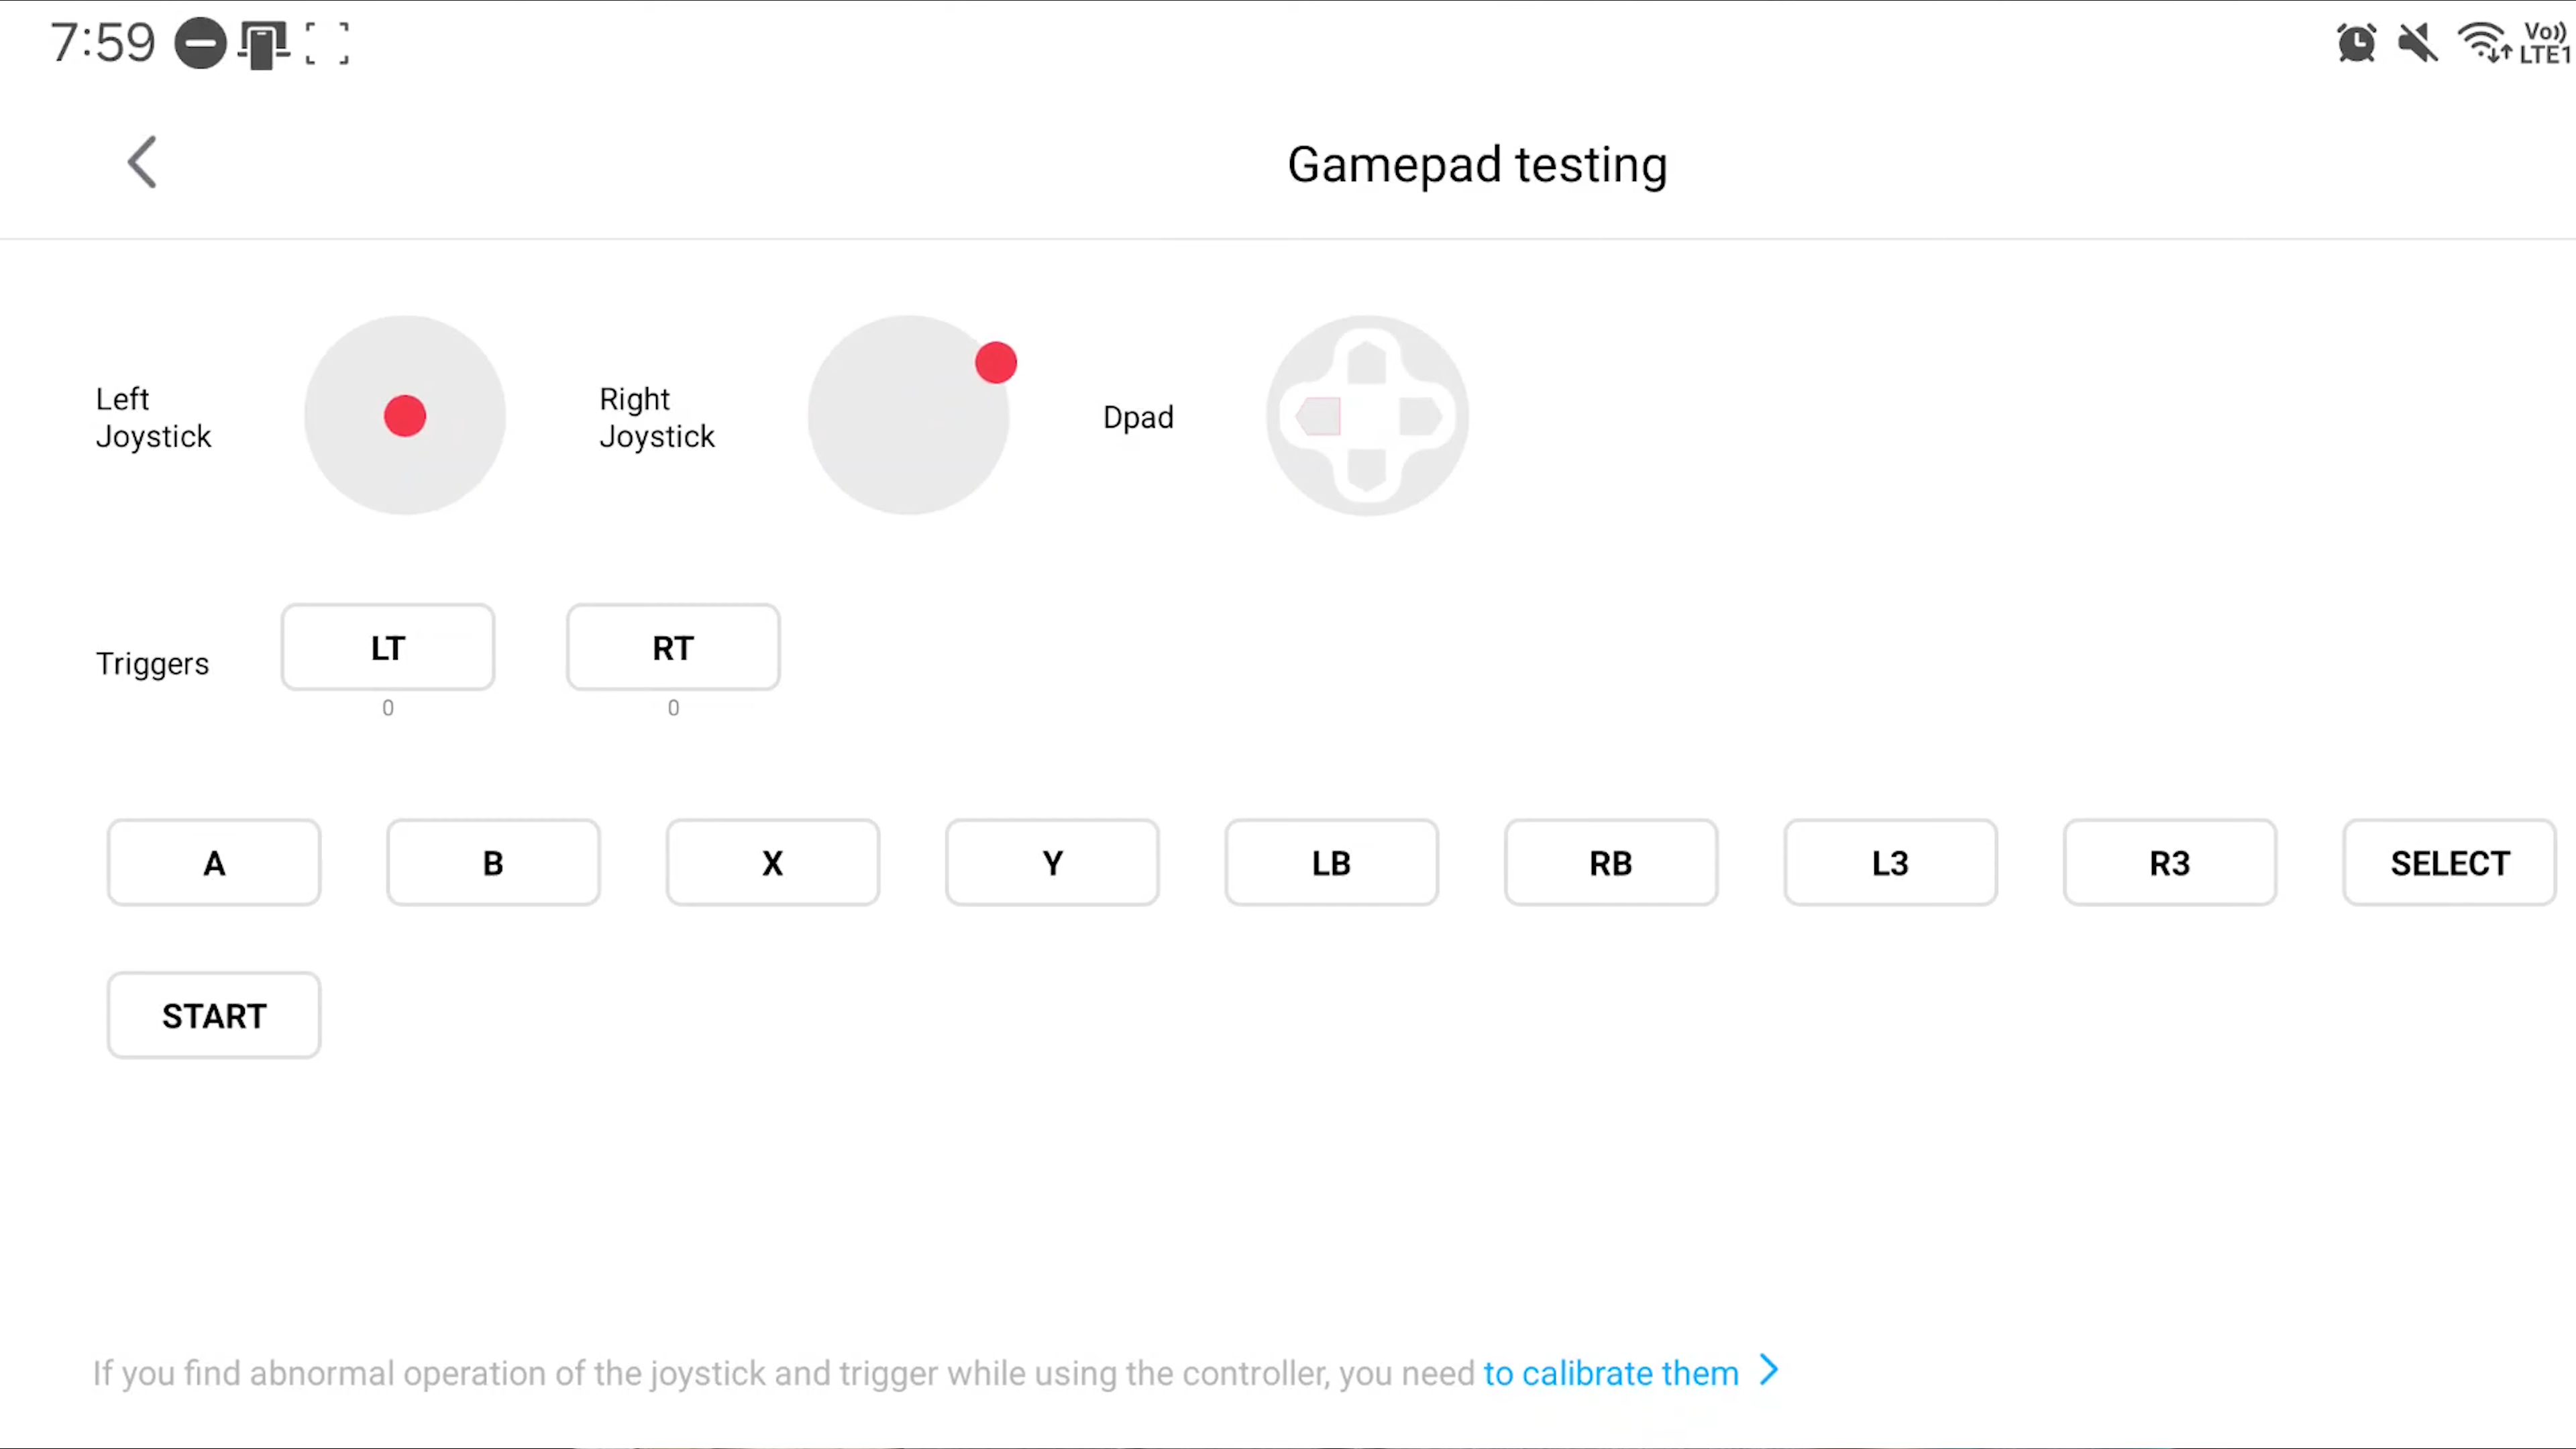 7:59
Vo))
LTE1
Gamepad testing
Left
Joystick
Right
Joystick
Dpad
Triggers
LT
RT
0
0
A
B
X
Y
LB
RB
L3
R3
SELECT
START
If you find abnormal operation of the joystick and trigger while using the controller, you need to calibrate them